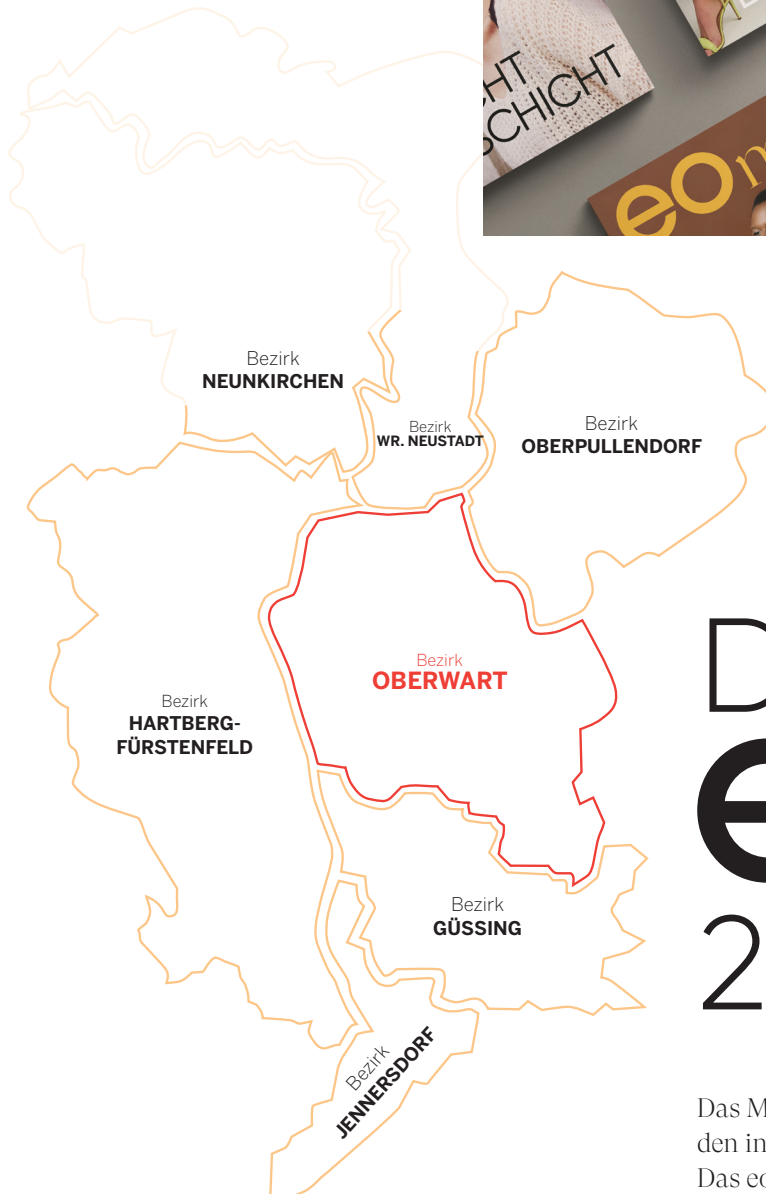 SCHICHT
eo
Bezirk
NEUNKIRCHEN
Bezirk
WR. NEUSTADT
Bezirk
OBERPULLENDORF
Bezirk
OBERWART
Bezirk
HARTBERG-
FÜRSTENFELD
Bezirk
GÜSSING
Bezirk
JENNERSDORF
D
e
2
Das M
den in
Das eo